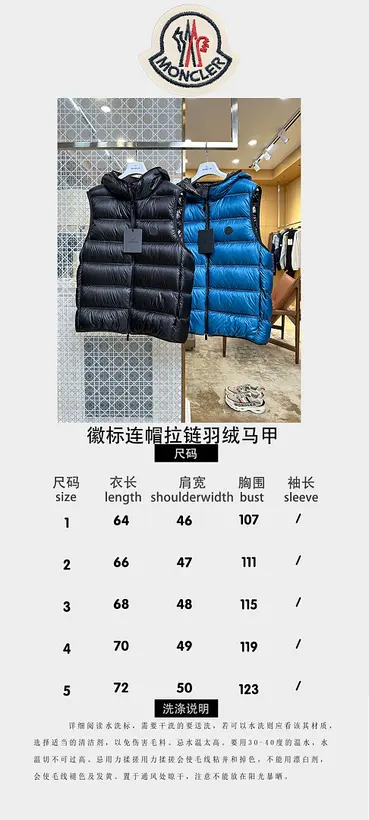 MONCLER
徽标连帽拉链羽绒马甲
尺码
尺码 衣长 肩宽 胸围 袖长
size length shoulderwidth bust sleeve
1 64 46 107 /
2 66 47 111 /
3 68 48 115 /
4 70 49 119 /
5 72 50 123 /
洗涤说明
详细阅读水洗标，需要干洗的要送洗，若可以水洗则应看该其材质，
选择适当的清洁剂，以免伤害毛料。忌水温太高，要用30-40度的温水，水
温切不可过高。忌用力揉搓用力揉搓会使毛线粘并和掉色，不能用漂白剂，
会使毛线褪色及发黄。置于通风处晾干，注意不能放在阳光暴晒。